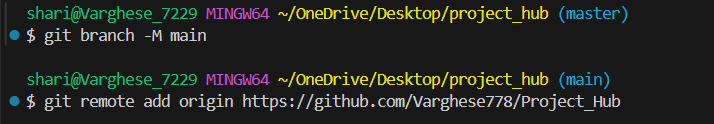 shari@Varghese_7229 MINGW64 ~/OneDrive/Desktop/project_hub (master)
$ git branch -M main
shari@Varghese_7229 MINGW64 ~/OneDrive/Desktop/project_hub (main)
$ git remote add origin https://github.com/Varghese778/Project_Hub